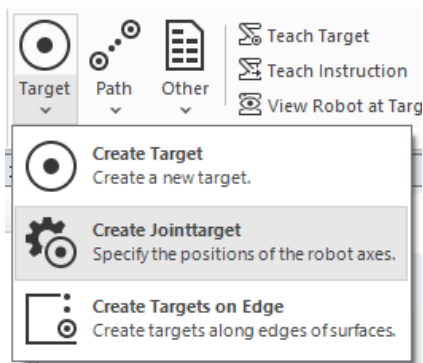 Target
Path
Other
Teach Target
Teach Instruction
View Robot at Targ
Create Target
Create a new target.
Create Jointtarget
Specify the positions of the robot axes.
Create Targets on Edge
Create targets along edges of surfaces.